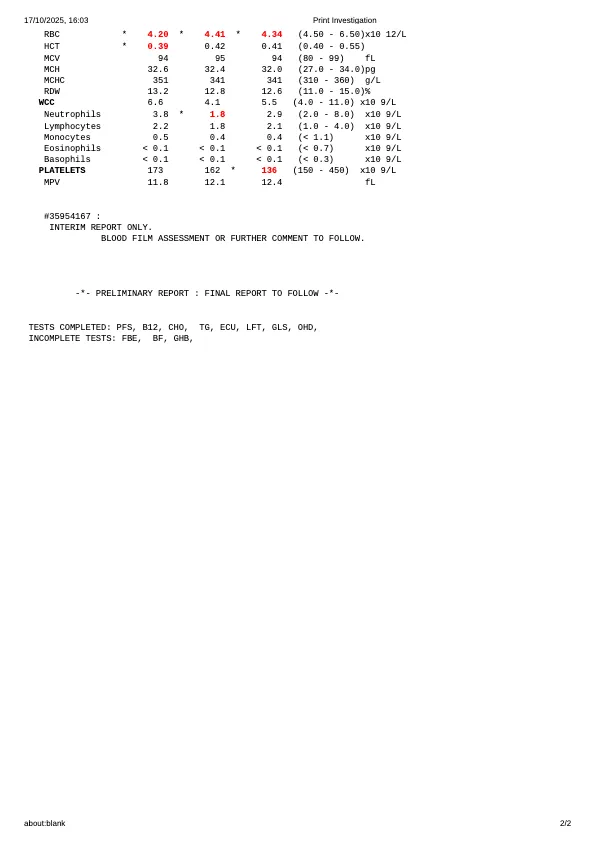 17/10/2025, 16:03 Print Investigation
RBC * 4.20 * 4.41 * 4.34 (4.50 - 6.50)x10 12/L
HCT * 0.39 0.42 0.41 (0.40 - 0.55)
MCV 94 95 94 (80 - 99) fL
MCH 32.6 32.4 32.0 (27.0 - 34.0)pg
MCHC 351 341 341 (310 - 360) g/L
RDW 13.2 12.8 12.6 (11.0 - 15.0)%
WCC 6.6 4.1 5.5 (4.0 - 11.0) x10 9/L
Neutrophils 3.8 * 1.8 2.9 (2.0 - 8.0) x10 9/L
Lymphocytes 2.2 1.8 2.1 (1.0 - 4.0) x10 9/L
Monocytes 0.5 0.4 0.4 (< 1.1) x10 9/L
Eosinophils < 0.1 < 0.1 < 0.1 (< 0.7) x10 9/L
Basophils < 0.1 < 0.1 < 0.1 (< 0.3) x10 9/L
PLATELETS 173 162 * 136 (150 - 450) x10 9/L
MPV 11.8 12.1 12.4 fL
#35954167 :
INTERIM REPORT ONLY.
BLOOD FILM ASSESSMENT OR FURTHER COMMENT TO FOLLOW.
-*- PRELIMINARY REPORT : FINAL REPORT TO FOLLOW -*-
TESTS COMPLETED: PFS, B12, CHO, TG, ECU, LFT, GLS, OHD,
INCOMPLETE TESTS: FBE, BF, GHB,
about:blank 2/2